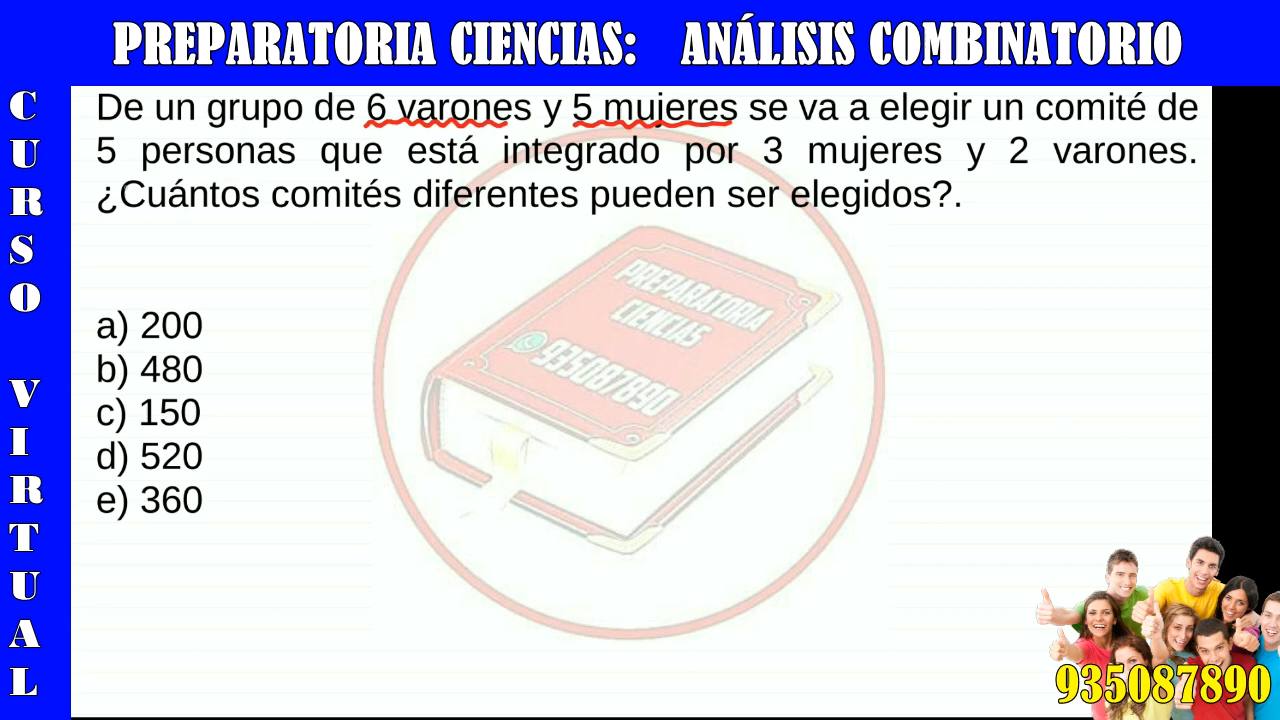 PREPARATORIA CIENCIAS: ANÁLISIS COMBINATORIO
CURSO VIRTUAL
De un grupo de 6 varones y 5 mujeres se va a elegir un comité de
5 personas que está integrado por 3 mujeres y 2 varones.
¿Cuántos comités diferentes pueden ser elegidos?.
PREPARATORIA
CIENCIAS
935087890
a) 200
b) 480
c) 150
d) 520
e) 360
935087890